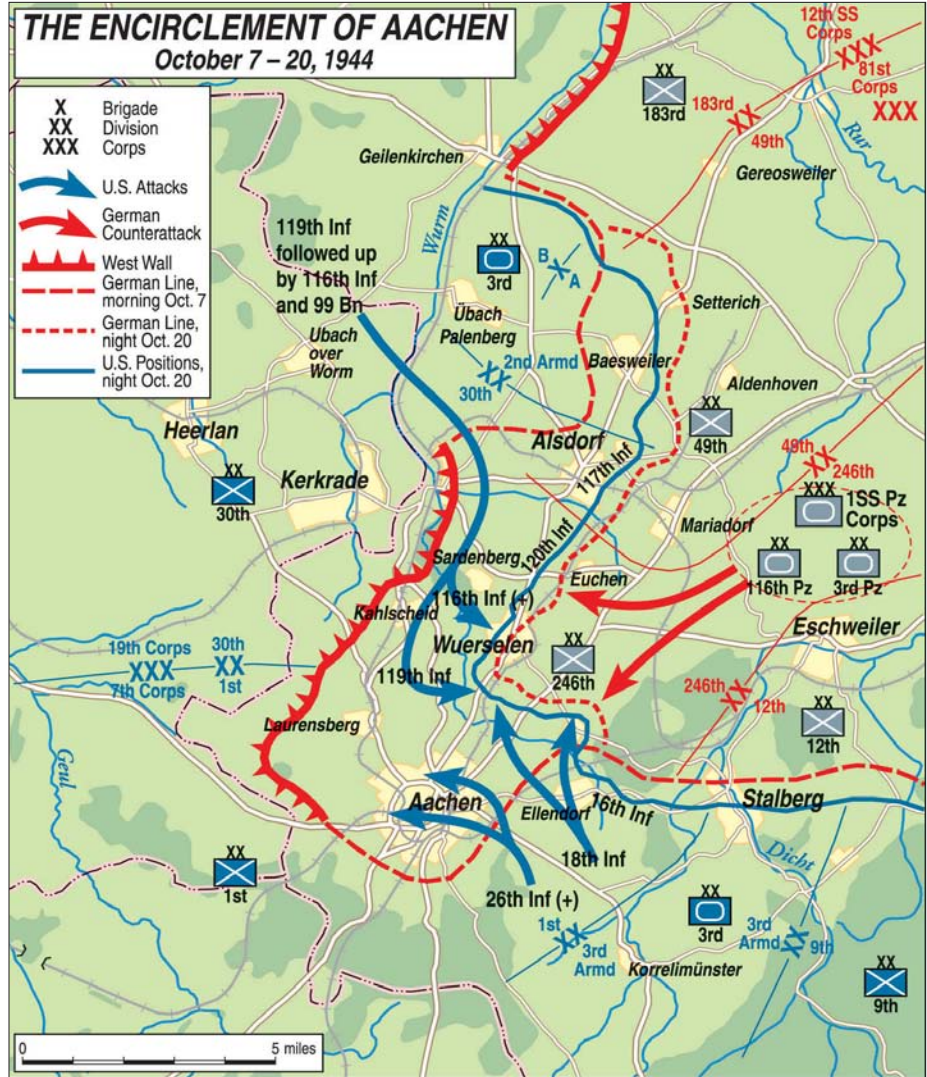 THE ENCIRCLEMENT OF AACHEN
October 7 – 20, 1944
X Brigade
XX Division
XXX Corps
U.S. Attacks
German
Counterattack
West Wall
German Line,
morning Oct. 7
German Line,
night Oct. 20
U.S. Positions,
night Oct. 20
12th SS
Corps
XXX
81st
Corps
XXX
XX
183rd
183rd
XX
49th
Rur
Geilenkirchen
Gereosweiler
Wurm
119th Inf
followed up
by 116th Inf
and 99 Bn
XX
3rd
B
X
A
Setterich
Übach
Palenberg
Ubach
over
Worm
2nd Armd
XX
30th
Baesweiler
Aldenhoven
Heerlan
Alsdorf
XX
49th
XX
30th
Kerkrade
117th Inf
49th
XX
246th
XXX
1SS Pz
Corps
Mariadorf
120th Inf
Sardenberg
Euchen
XX
116th Pz
XX
3rd Pz
Kahlscheid
116th Inf (+)
Wuerselen
Eschweiler
19th Corps
XXX
7th Corps
30th
XX
1st
119th Inf
XX
246th
246th
XX
12th
XX
12th
Laurensberg
Geul
Aachen
Ellendorf
16th Inf
Stalberg
Dicht
18th Inf
XX
1st
26th Inf (+)
1st
XX
3rd
Armd
XX
3rd
3rd
Armd
XX
9th
Korrelimünster
XX
9th
0
5 miles